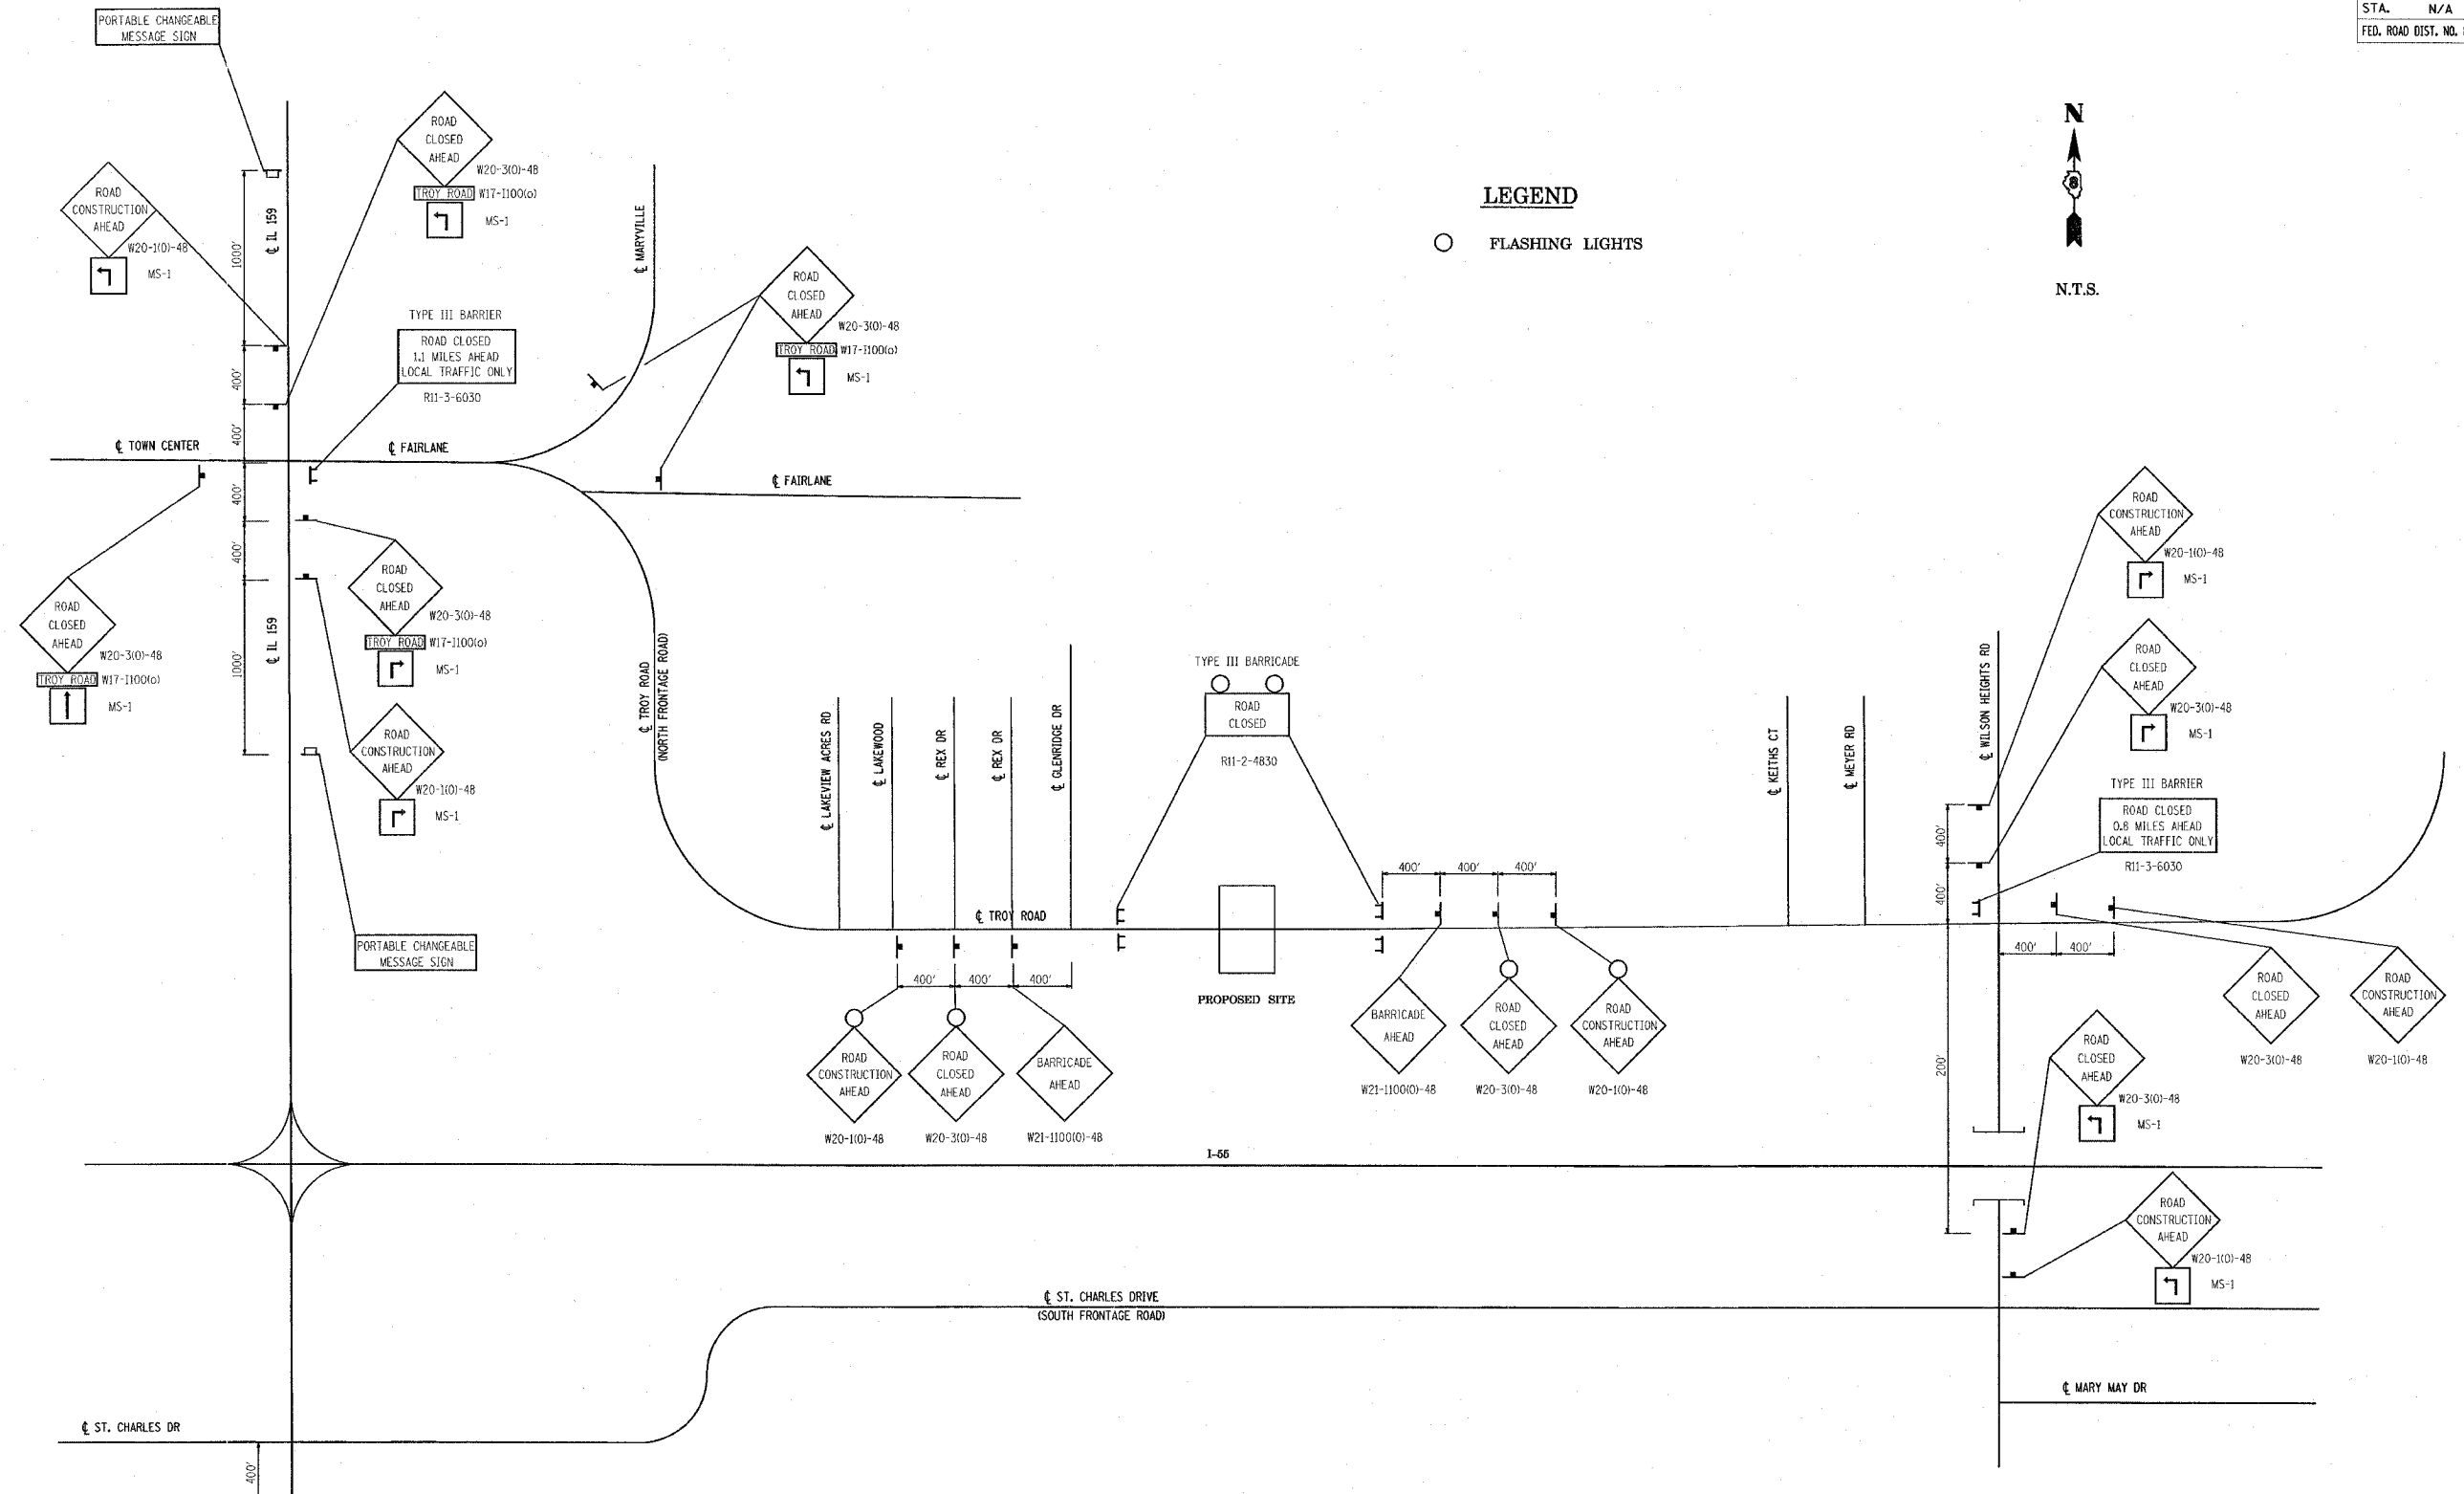 STA. N/A
FED. ROAD DIST. NO.
PORTABLE CHANGEABLE
MESSAGE SIGN
ROAD
CLOSED
AHEAD
W20-3(O)-48
TROY ROAD W17-I100(o)
MS-1
ROAD
CONSTRUCTION
AHEAD
W20-1(O)-48
MS-1
1000'
℄ IL 159
℄ MARYVILLE
LEGEND
FLASHING LIGHTS
N
8
N.T.S.
ROAD
CLOSED
AHEAD
W20-3(O)-48
TROY ROAD W17-I100(o)
MS-1
TYPE III BARRIER
ROAD CLOSED
1.1 MILES AHEAD
LOCAL TRAFFIC ONLY
R11-3-6030
400'
400'
℄ TOWN CENTER
℄ FAIRLANE
℄ FAIRLANE
400'
400'
1000'
℄ IL 159
ROAD
CLOSED
AHEAD
W20-3(O)-48
TROY ROAD W17-I100(o)
MS-1
ROAD
CLOSED
AHEAD
W20-3(O)-48
TROY ROAD W17-I100(o)
MS-1
ROAD
CONSTRUCTION
AHEAD
W20-1(O)-48
MS-1
PORTABLE CHANGEABLE
MESSAGE SIGN
℄ TROY ROAD
(NORTH FRONTAGE ROAD)
℄ LAKEVIEW ACRES RD
℄ LAKEWOOD
℄ REX DR
℄ REX DR
℄ GLENRIDGE DR
TYPE III BARRICADE
ROAD
CLOSED
R11-2-4830
℄ KEITHS CT
℄ MEYER RD
℄ WILSON HEIGHTS RD
ROAD
CONSTRUCTION
AHEAD
W20-1(O)-48
MS-1
ROAD
CLOSED
AHEAD
W20-3(O)-48
MS-1
TYPE III BARRIER
ROAD CLOSED
0.8 MILES AHEAD
LOCAL TRAFFIC ONLY
R11-3-6030
400'
400'
400' 400' 400'
℄ TROY ROAD
400' 400' 400'
PROPOSED SITE
400' 400'
ROAD
CONSTRUCTION
AHEAD
W20-1(O)-48
ROAD
CLOSED
AHEAD
W20-3(O)-48
BARRICADE
AHEAD
W21-I100(O)-48
BARRICADE
AHEAD
W21-I100(O)-48
ROAD
CLOSED
AHEAD
W20-3(O)-48
ROAD
CONSTRUCTION
AHEAD
W20-1(O)-48
ROAD
CLOSED
AHEAD
W20-3(O)-48
ROAD
CONSTRUCTION
AHEAD
W20-1(O)-48
200'
ROAD
CLOSED
AHEAD
W20-3(O)-48
MS-1
I-55
ROAD
CONSTRUCTION
AHEAD
W20-1(O)-48
MS-1
℄ ST. CHARLES DRIVE
(SOUTH FRONTAGE ROAD)
℄ MARY MAY DR
℄ ST. CHARLES DR
400'